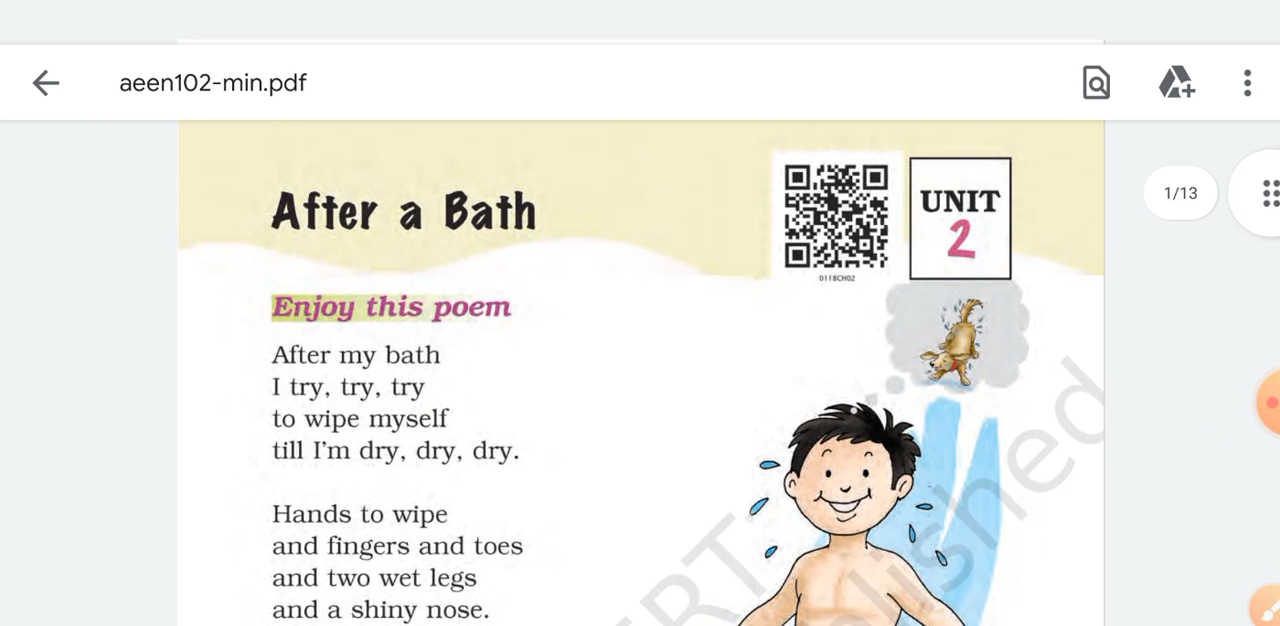 aeen102-min.pdf
1/13
After a Bath
UNIT
2
0118CH02
Enjoy this poem
After my bath
I try, try, try
to wipe myself
till I'm dry, dry, dry.
Hands to wipe
and fingers and toes
and two wet legs
and a shiny nose.